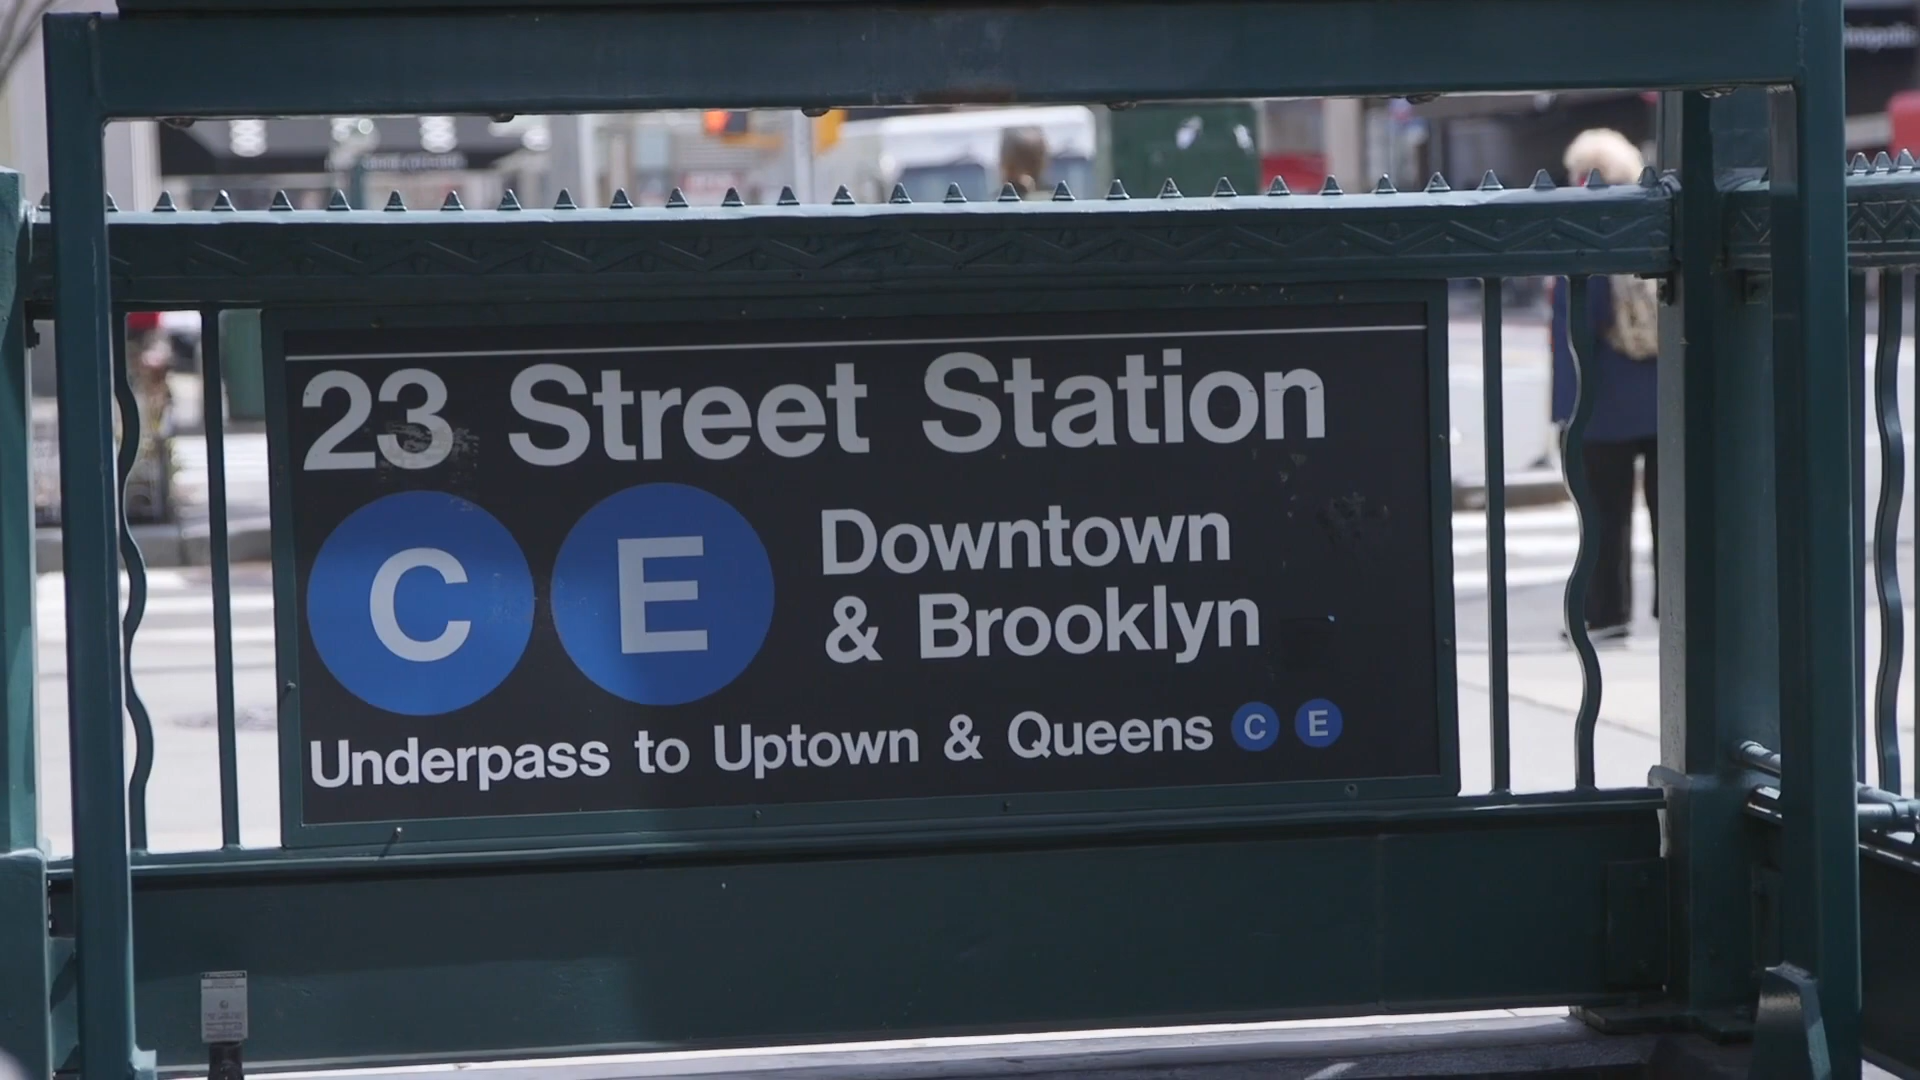 23 Street Station
C E Downtown
& Brooklyn
Underpass to Uptown & Queens C E